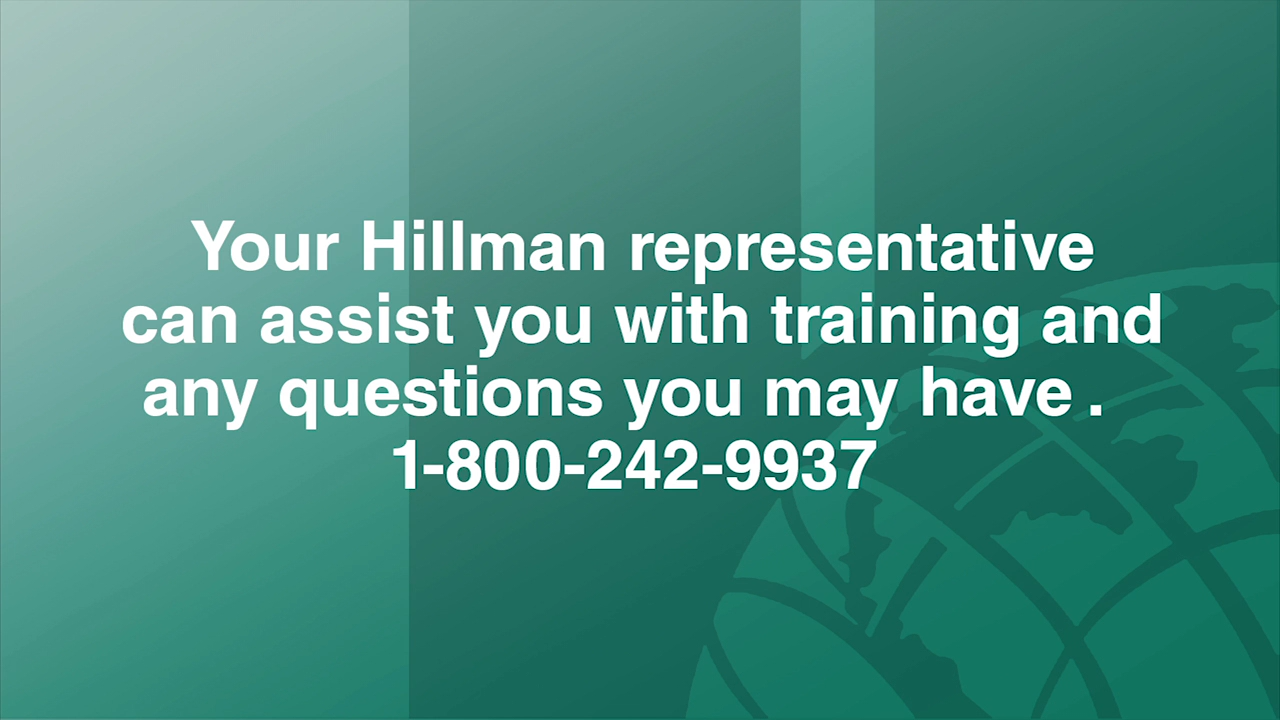 Your Hillman representative
can assist you with training and
any questions you may have .
1-800-242-9937